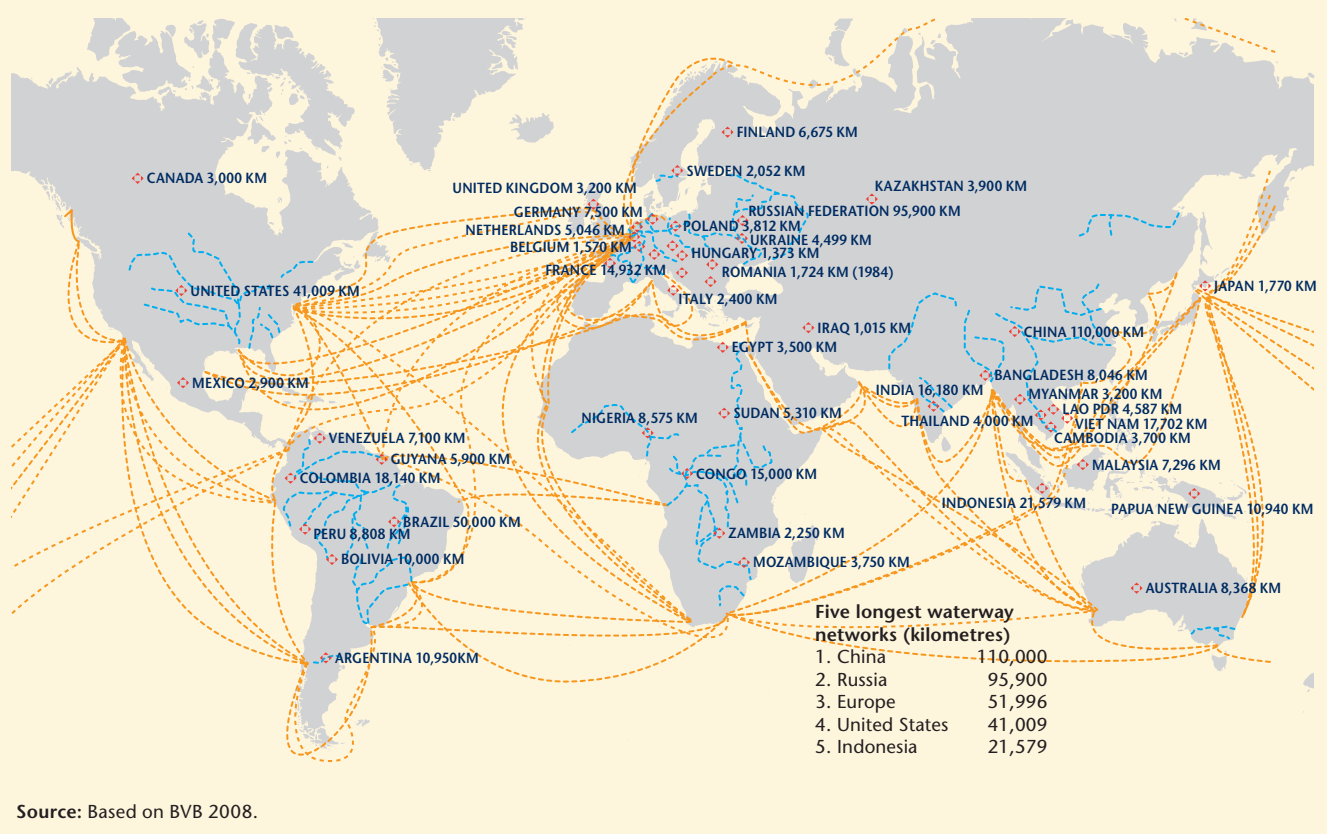 FINLAND 6,675 KM
SWEDEN 2,052 KM
CANADA 3,000 KM
UNITED KINGDOM 3,200 KM
KAZAKHSTAN 3,900 KM
GERMANY 7,500 KM
RUSSIAN FEDERATION 95,900 KM
NETHERLANDS 5,046 KM
POLAND 3,812 KM
UKRAINE 4,499 KM
BELGIUM 1,570 KM
HUNGARY 1,373 KM
FRANCE 14,932 KM
ROMANIA 1,724 KM (1984)
UNITED STATES 41,009 KM
ITALY 2,400 KM
JAPAN 1,770 KM
IRAQ 1,015 KM
CHINA 110,000 KM
EGYPT 3,500 KM
BANGLADESH 8,046 KM
MEXICO 2,900 KM
INDIA 16,180 KM
MYANMAR 3,200 KM
LAO PDR 4,587 KM
SUDAN 5,310 KM
NIGERIA 8,575 KM
THAILAND 4,000 KM
VIET NAM 17,702 KM
VENEZUELA 7,100 KM
CAMBODIA 3,700 KM
GUYANA 5,900 KM
MALAYSIA 7,296 KM
COLOMBIA 18,140 KM
CONGO 15,000 KM
INDONESIA 21,579 KM
PAPUA NEW GUINEA 10,940 KM
BRAZIL 50,000 KM
PERU 8,808 KM
ZAMBIA 2,250 KM
BOLIVIA 10,000 KM
MOZAMBIQUE 3,750 KM
AUSTRALIA 8,368 KM
ARGENTINA 10,950KM
Five longest waterway
networks (kilometres)
1. China 110,000
2. Russia 95,900
3. Europe 51,996
4. United States 41,009
5. Indonesia 21,579
Source: Based on BVB 2008.